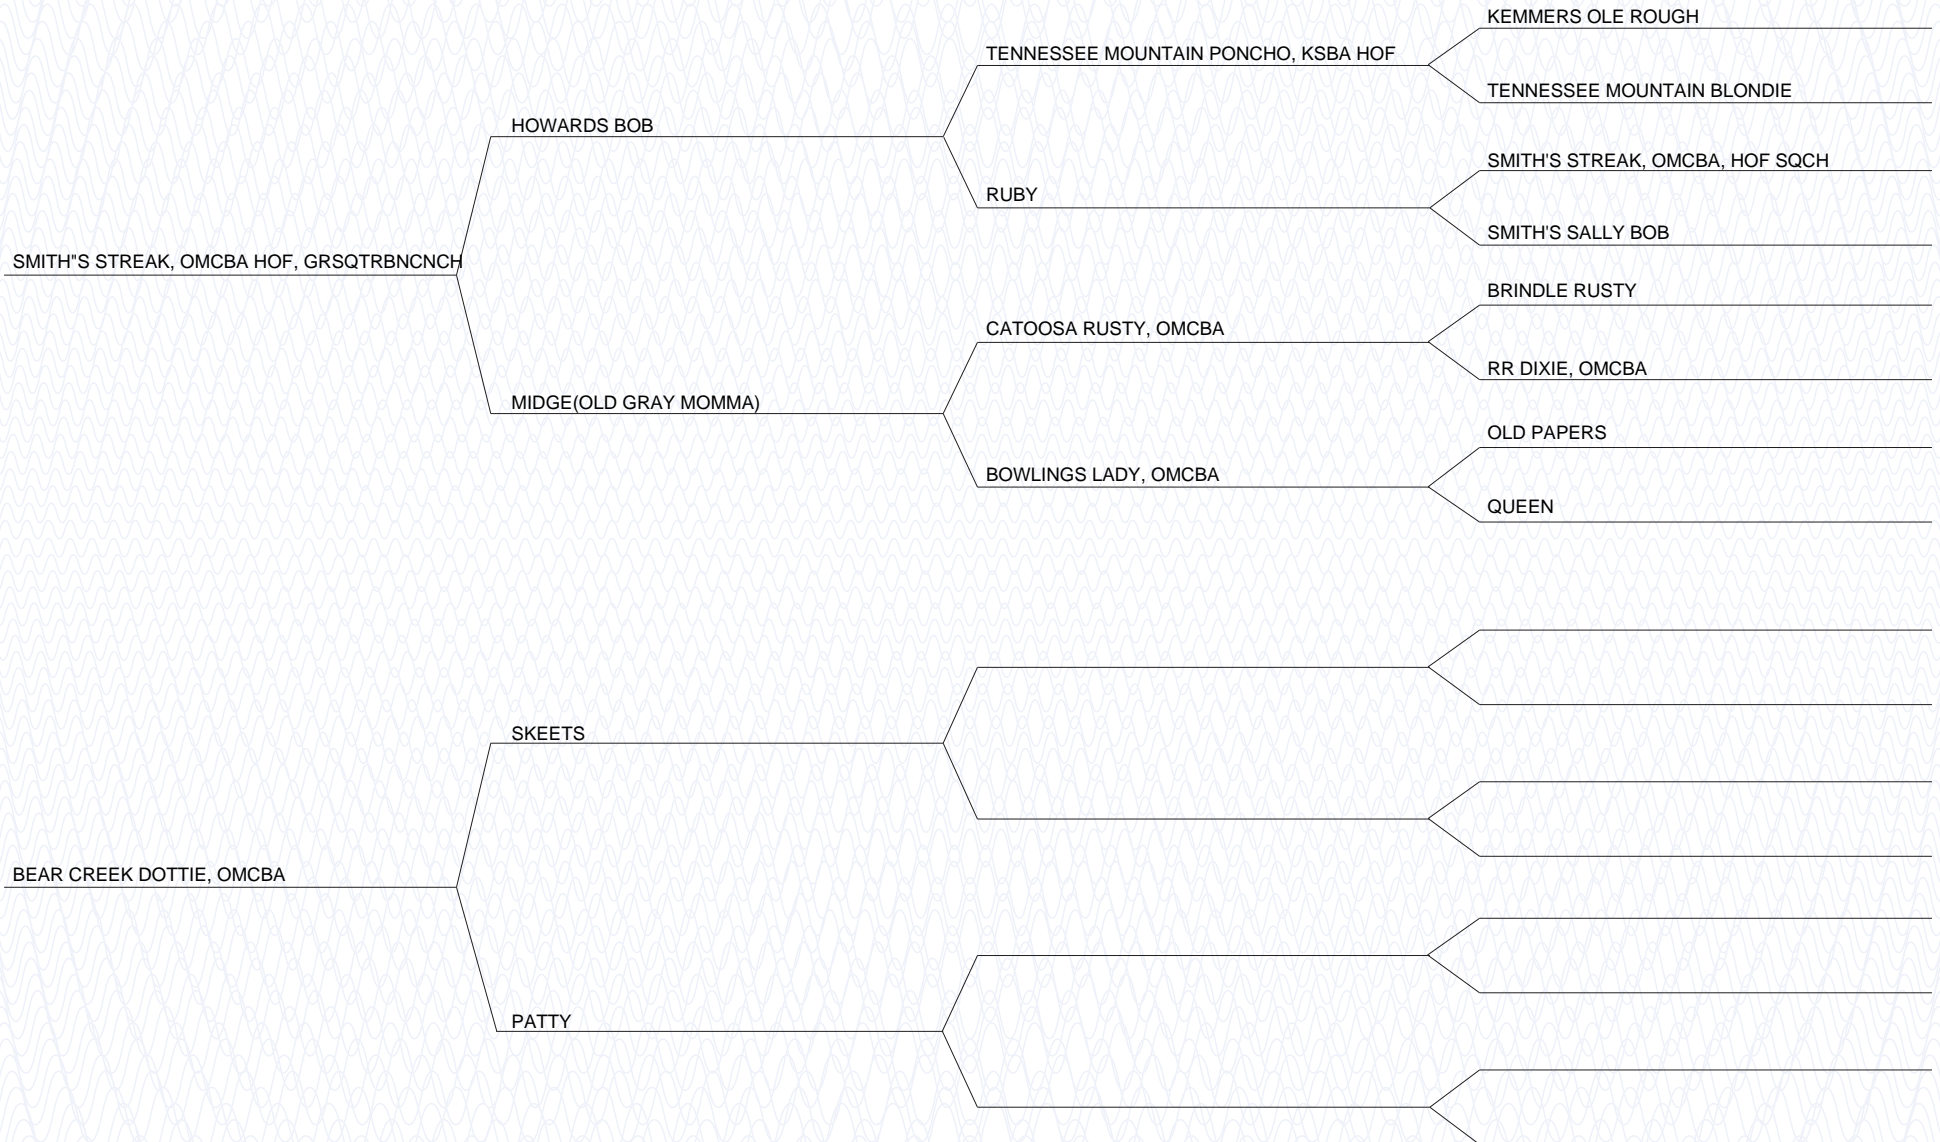 KEMMERS OLE ROUGH
TENNESSEE MOUNTAIN PONCHO, KSBA HOF
TENNESSEE MOUNTAIN BLONDIE
HOWARDS BOB
SMITH'S STREAK, OMCBA, HOF SQCH
RUBY
SMITH'S SALLY BOB
SMITH"S STREAK, OMCBA HOF, GRSQTRBNCNCH
BRINDLE RUSTY
CATOOSA RUSTY, OMCBA
RR DIXIE, OMCBA
MIDGE(OLD GRAY MOMMA)
OLD PAPERS
BOWLINGS LADY, OMCBA
QUEEN
SKEETS
BEAR CREEK DOTTIE, OMCBA
PATTY